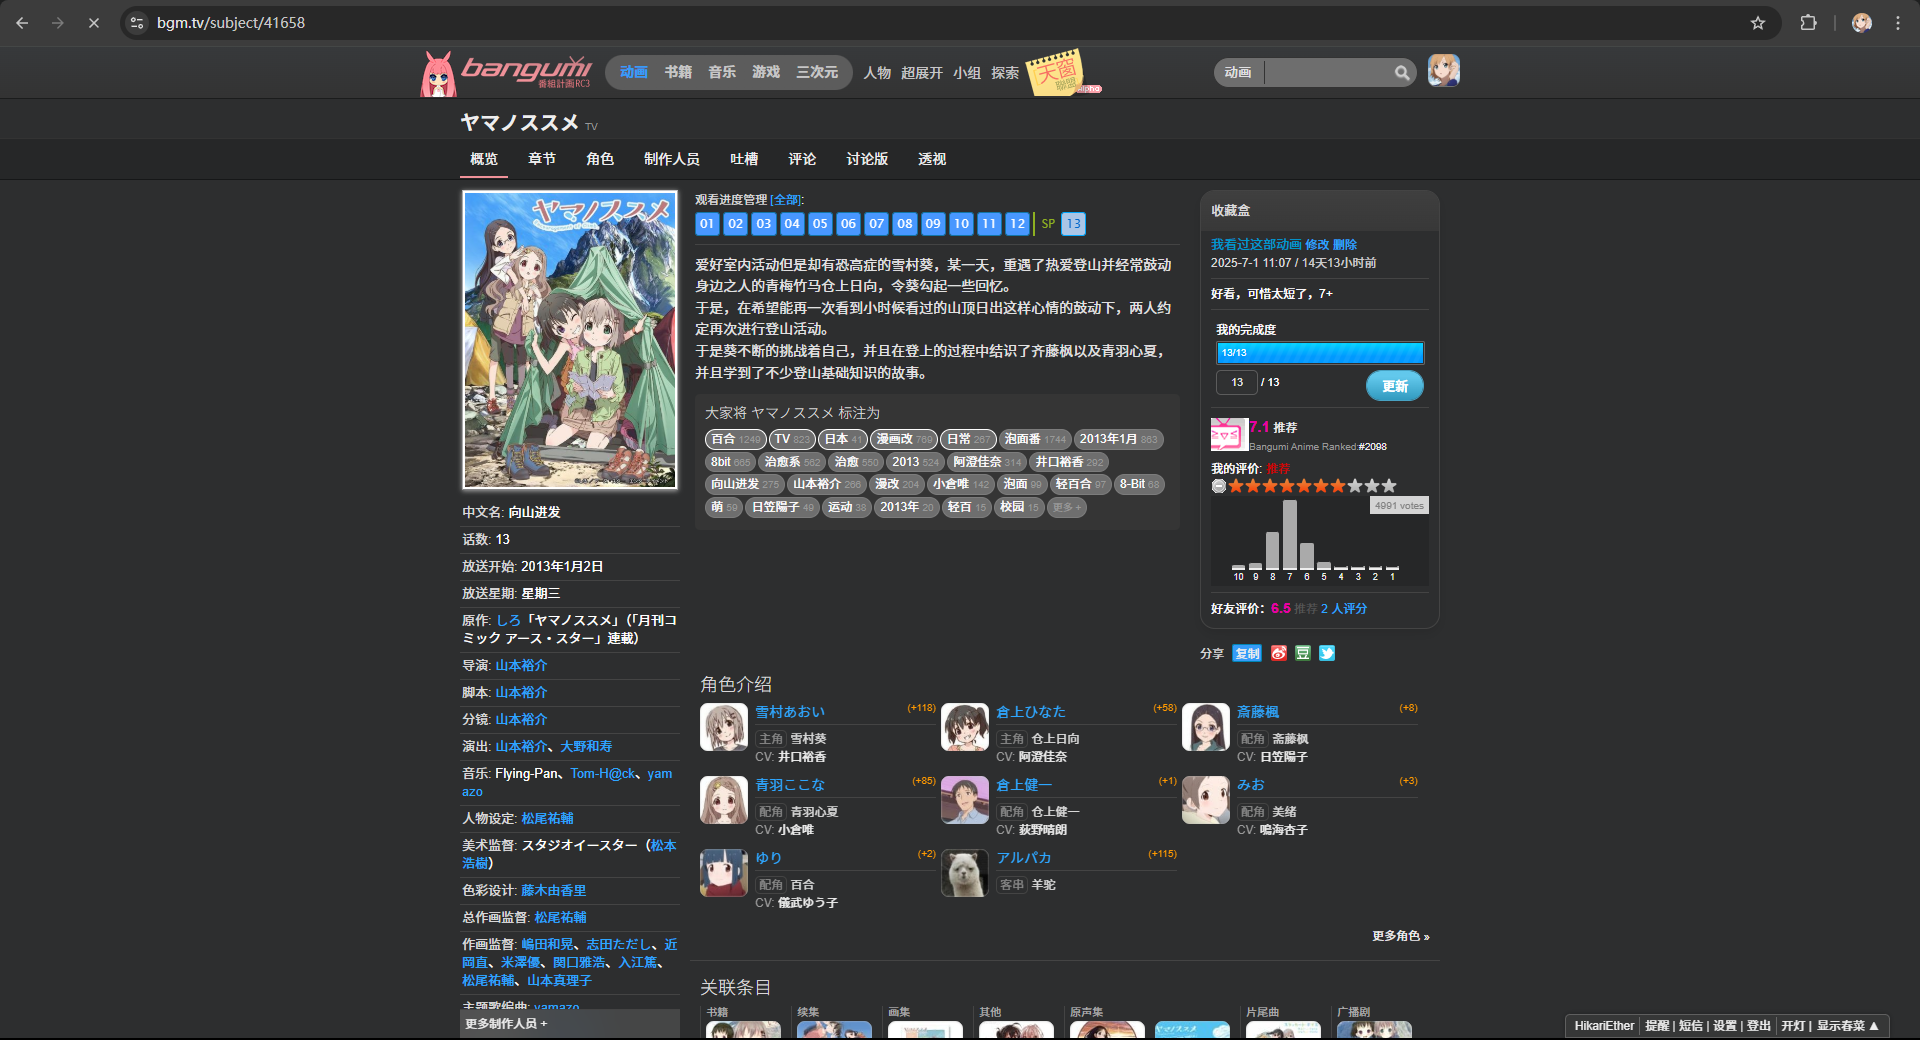 bgm.tv/subject/41658
bangumi
番組計画RC3
动画 书籍 音乐 游戏 三次元 人物 超展开 小组 探索 天窗 联盟 alpha
动画
ヤマノススメ TV
概览 章节 角色 制作人员 吐槽 评论 讨论版 透视
ヤマノススメ
中文名: 向山进发
话数: 13
放送开始: 2013年1月2日
放送星期: 星期三
原作: しろ「ヤマノススメ」（「月刊コ
ミック アース・スター」連載）
导演: 山本裕介
脚本: 山本裕介
分镜: 山本裕介
演出: 山本裕介、大野和寿
音乐: Flying-Pan、Tom-H@ck、yam
azo
人物设定: 松尾祐輔
美术监督: スタジオイースター（松本
浩樹）
色彩设计: 藤木由香里
总作画监督: 松尾祐輔
作画监督: 嶋田和晃、志田ただし、近
岡直、米澤優、関口雅浩、入江篤、
松尾祐輔、山本真理子
主题歌编曲: yamazo
更多制作人员 +
观看进度管理 [全部]:
01 02 03 04 05 06 07 08 09 10 11 12 SP 13
爱好室内活动但是却有恐高症的雪村葵，某一天，重遇了热爱登山并经常鼓动
身边之人的青梅竹马仓上日向，令葵勾起一些回忆。
于是，在希望能再一次看到小时候看过的山顶日出这样心情的鼓动下，两人约
定再次进行登山活动。
于是葵不断的挑战着自己，并且在登上的过程中结识了齐藤枫以及青羽心夏，
并且学到了不少登山基础知识的故事。
大家将 ヤマノススメ 标注为
百合 1249 TV 823 日本 41 漫画改 769 日常 267 泡面番 1744 2013年1月 863
8bit 665 治愈系 562 治愈 550 2013 524 阿澄佳奈 314 井口裕香 292
向山进发 275 山本裕介 266 漫改 204 小倉唯 142 泡面 99 轻百合 97 8-Bit 68
萌 59 日笠陽子 49 运动 38 2013年 20 轻百 15 校园 15 更多 +
收藏盒
我看过这部动画 修改 删除
2025-7-1 11:07 / 14天13小时前
好看，可惜太短了，7+
我的完成度
13/13
13 / 13 更新
7.1 推荐
Bangumi Anime Ranked:#2098
我的评价: 推荐
4991 votes
10 9 8 7 6 5 4 3 2 1
好友评价: 6.5 推荐 2 人评分
分享 复制 豆
角色介绍
雪村あおい (+118)
主角 雪村葵
CV: 井口裕香
倉上ひなた (+58)
主角 仓上日向
CV: 阿澄佳奈
斎藤楓 (+8)
配角 斋藤枫
CV: 日笠陽子
青羽ここな (+85)
配角 青羽心夏
CV: 小倉唯
倉上健一 (+1)
配角 仓上健一
CV: 荻野晴朗
みお (+3)
配角 美绪
CV: 鳴海杏子
ゆり (+2)
配角 百合
CV: 儀武ゆう子
アルパカ (+115)
客串 羊驼
更多角色 »
关联条目
书籍 续集 画集 其他 原声集 片尾曲 广播剧
HikariEther 提醒 | 短信 | 设置 | 登出 开灯 | 显示春菜 ▲